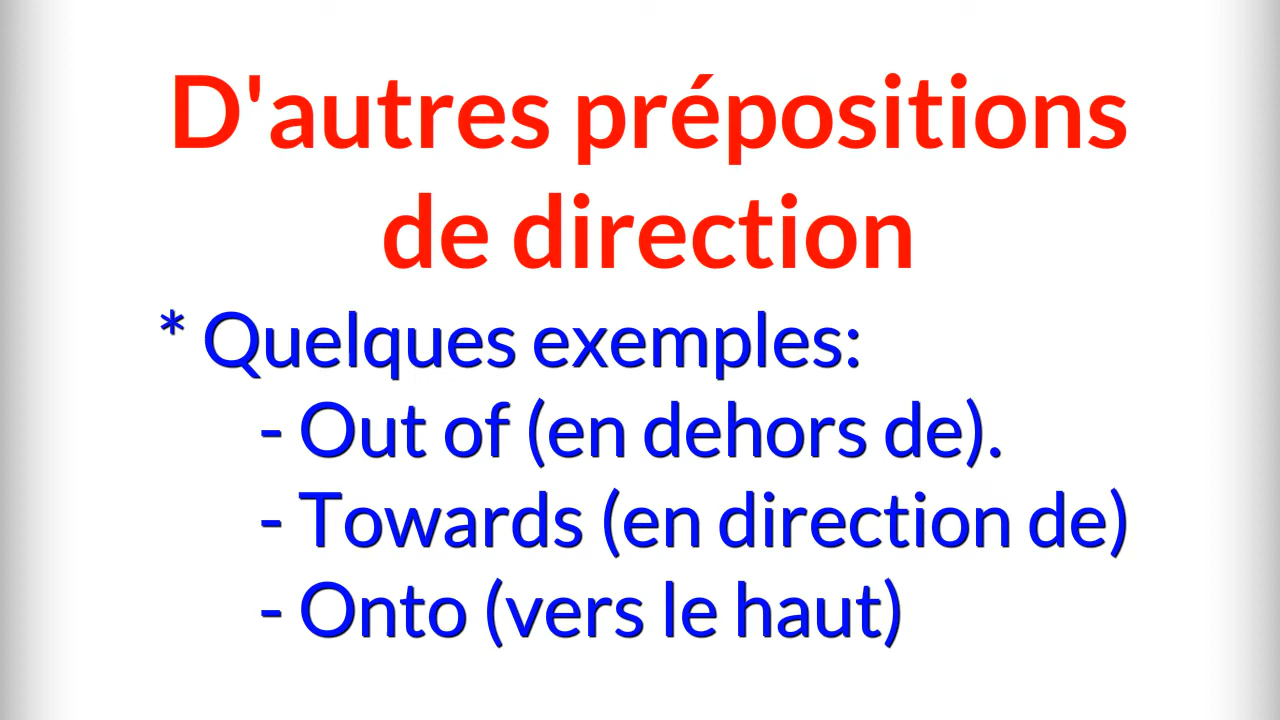 D'autres prépositions
de direction
* Quelques exemples:
- Out of (en dehors de).
- Towards (en direction de)
- Onto (vers le haut)